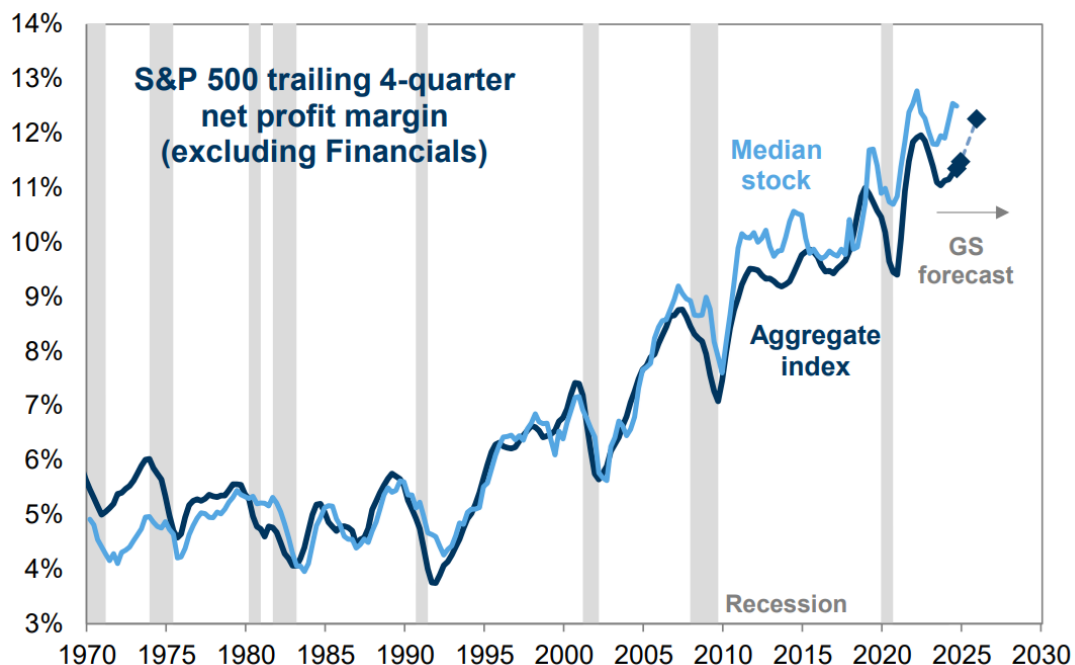 14%
13%
12%
11%
10%
9%
8%
7%
6%
5%
4%
3%
S&P 500 trailing 4-quarter
net profit margin
(excluding Financials)
Median
stock
GS
forecast
Aggregate
index
Recession
1970 1975 1980 1985 1990 1995 2000 2005 2010 2015 2020 2025 2030